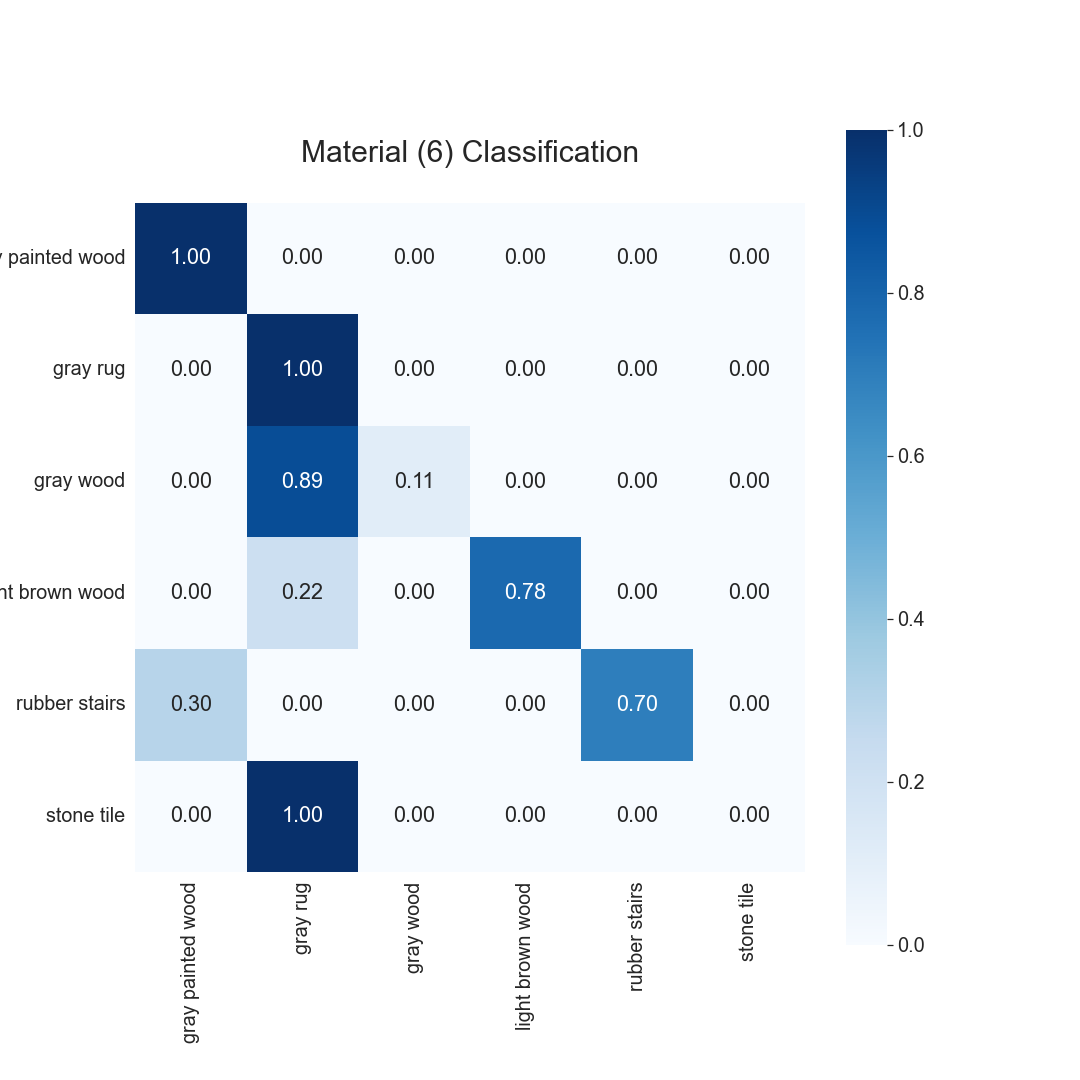 Material (6) Classification
1.0
painted wood 1.00 0.00 0.00 0.00 0.00 0.00
0.8
gray rug 0.00 1.00 0.00 0.00 0.00 0.00
gray wood 0.00 0.89 0.11 0.00 0.00 0.00
0.6
brown wood 0.00 0.22 0.00 0.78 0.00 0.00
0.4
rubber stairs 0.30 0.00 0.00 0.00 0.70 0.00
0.2
stone tile 0.00 1.00 0.00 0.00 0.00 0.00
0.0
gray painted wood
gray rug
gray wood
light brown wood
rubber stairs
stone tile